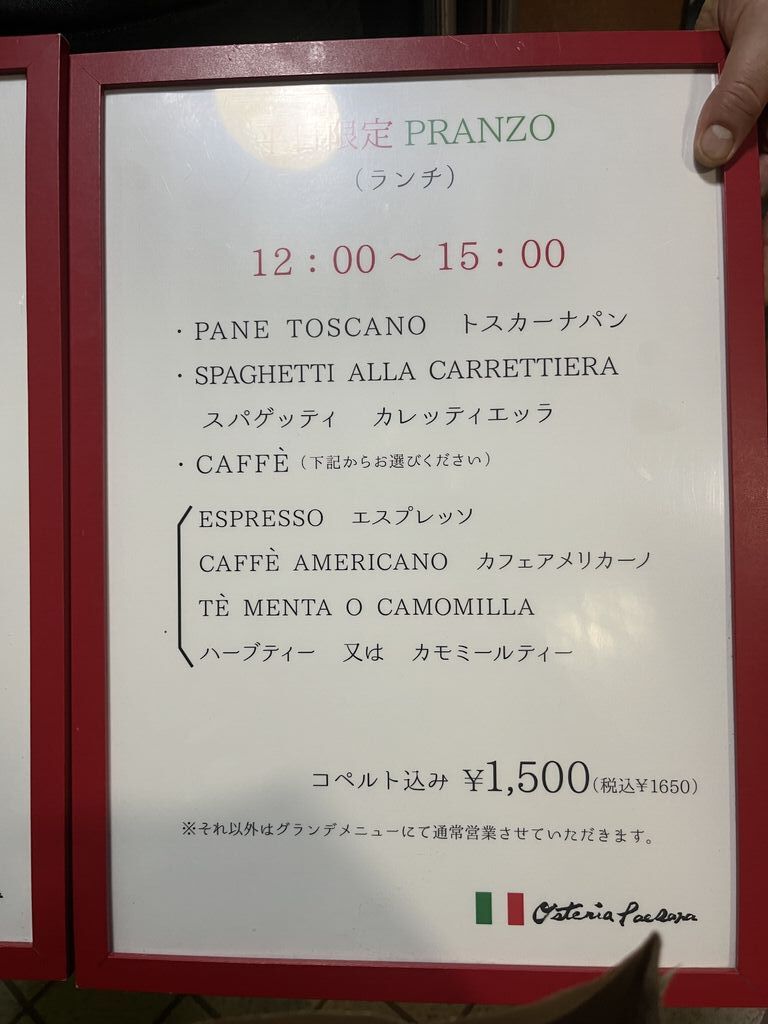 平日限定 PRANZO
（ランチ）
12：00～15：00
・PANE TOSCANO トスカーナパン
・SPAGHETTI ALLA CARRETTIERA
スパゲッティ カレッティエッラ
・CAFFÈ（下記からお選びください）
ESPRESSO エスプレッソ
CAFFÈ AMERICANO カフェアメリカーノ
TÈ MENTA O CAMOMILLA
ハーブティー 又は カモミールティー
コペルト込み ¥1,500(税込¥1650)
※それ以外はグランデメニューにて通常営業させていただきます。
Osteria